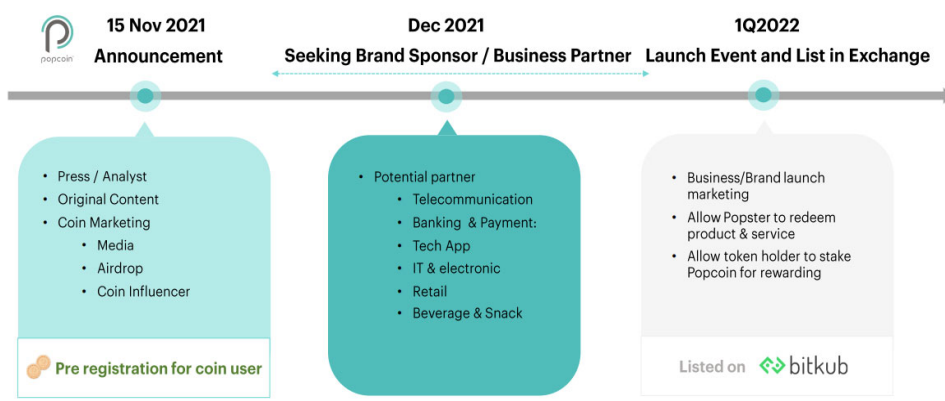 popcoin
15 Nov 2021
Announcement
Dec 2021
Seeking Brand Sponsor / Business Partner
1Q2022
Launch Event and List in Exchange
• Press / Analyst
• Original Content
• Coin Marketing
• Media
• Airdrop
• Coin Influencer
Pre registration for coin user
• Potential partner
• Telecommunication
• Banking & Payment:
• Tech App
• IT & electronic
• Retail
• Beverage & Snack
• Business/Brand launch
marketing
• Allow Popster to redeem
product & service
• Allow token holder to stake
Popcoin for rewarding
Listed on bitkub